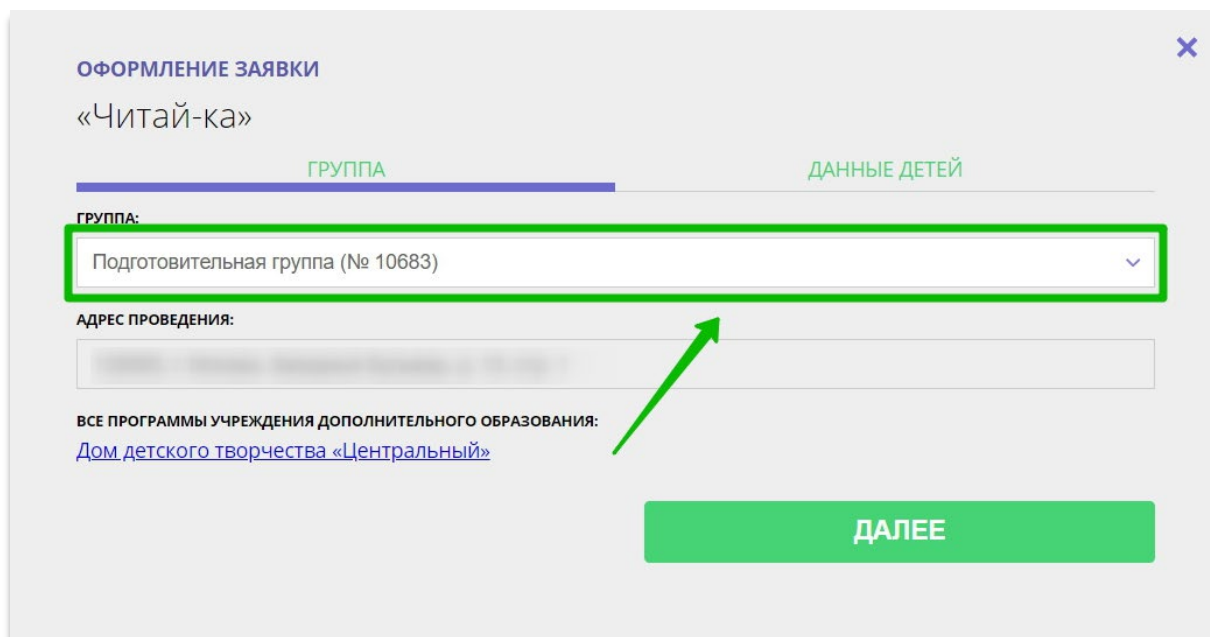 ОФОРМЛЕНИЕ ЗАЯВКИ
«Читай-ка»
ГРУППА
ДАННЫЕ ДЕТЕЙ
ГРУППА:
Подготовительная группа (№ 10683)
АДРЕС ПРОВЕДЕНИЯ:
ВСЕ ПРОГРАММЫ УЧРЕЖДЕНИЯ ДОПОЛНИТЕЛЬНОГО ОБРАЗОВАНИЯ:
Дом детского творчества «Центральный»
ДАЛЕЕ